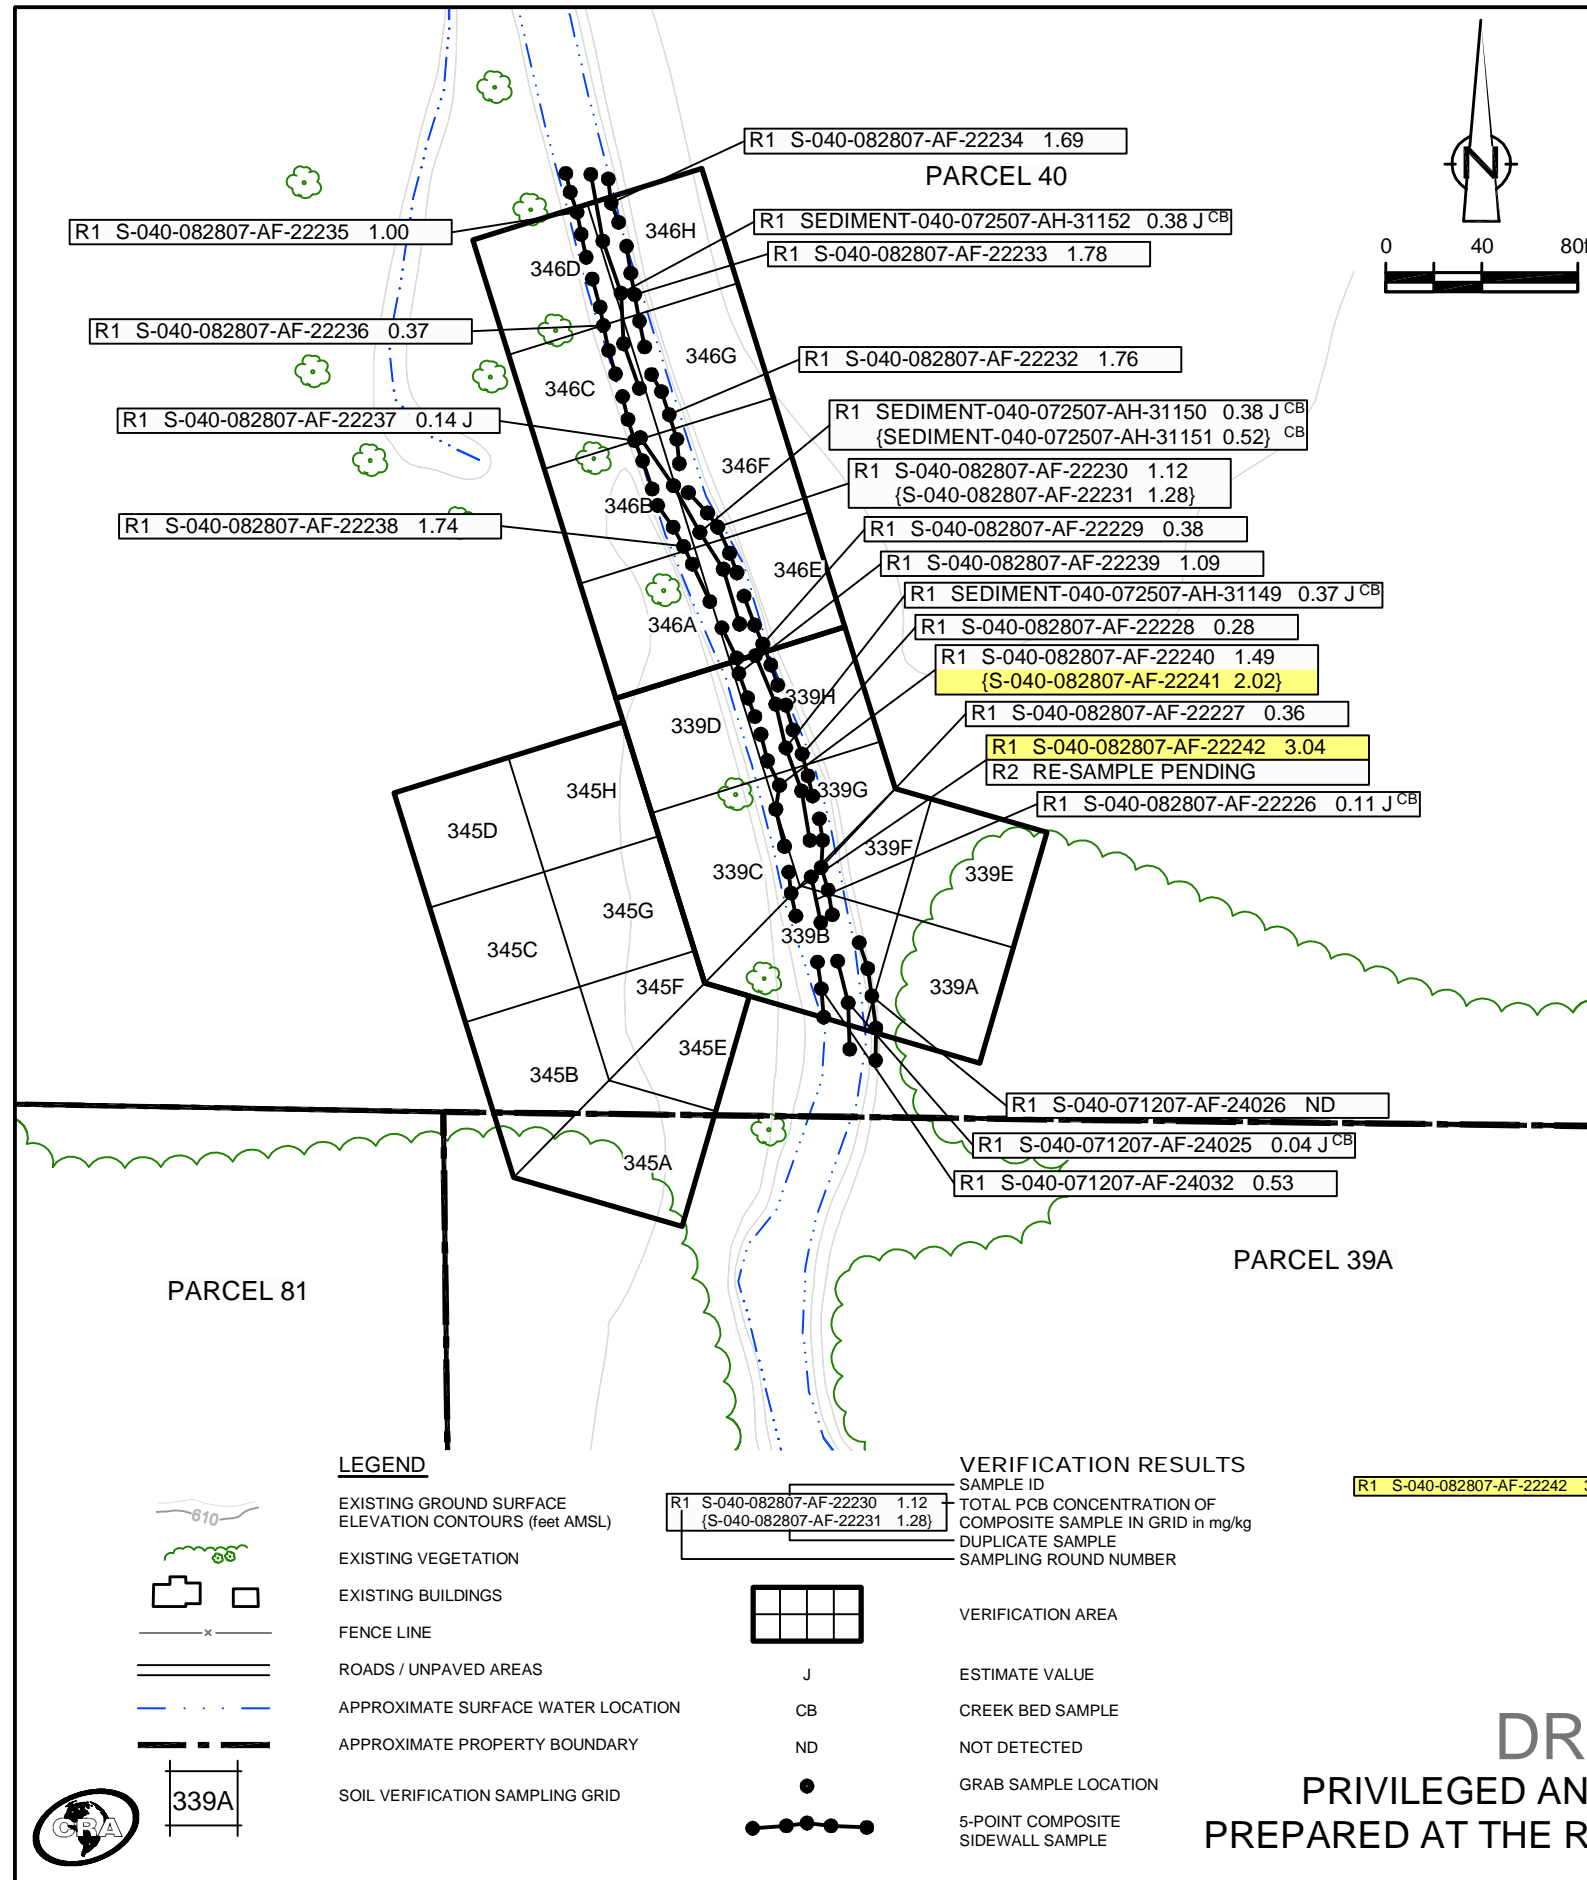 R1 S-040-082807-AF-22234 1.69
PARCEL 40
N
0 40 80f
R1 S-040-082807-AF-22235 1.00
R1 SEDIMENT-040-072507-AH-31152 0.38 J CB
R1 S-040-082807-AF-22233 1.78
346H
346D
R1 S-040-082807-AF-22236 0.37
346G
R1 S-040-082807-AF-22232 1.76
346C
R1 S-040-082807-AF-22237 0.14 J
R1 SEDIMENT-040-072507-AH-31150 0.38 J CB
{SEDIMENT-040-072507-AH-31151 0.52} CB
346F
R1 S-040-082807-AF-22230 1.12
{S-040-082807-AF-22231 1.28}
346B
R1 S-040-082807-AF-22238 1.74
R1 S-040-082807-AF-22229 0.38
346E
R1 S-040-082807-AF-22239 1.09
R1 SEDIMENT-040-072507-AH-31149 0.37 J CB
346A
R1 S-040-082807-AF-22228 0.28
R1 S-040-082807-AF-22240 1.49
{S-040-082807-AF-22241 2.02}
339H
339D
R1 S-040-082807-AF-22227 0.36
R1 S-040-082807-AF-22242 3.04
R2 RE-SAMPLE PENDING
345H
339G
R1 S-040-082807-AF-22226 0.11 J CB
345D
339F
339C
339E
345G
339B
345C
345F
339A
345E
345B
R1 S-040-071207-AF-24026 ND
R1 S-040-071207-AF-24025 0.04 J CB
345A
R1 S-040-071207-AF-24032 0.53
PARCEL 39A
PARCEL 81
LEGEND
610
EXISTING GROUND SURFACE
ELEVATION CONTOURS (feet AMSL)
EXISTING VEGETATION
EXISTING BUILDINGS
FENCE LINE
x
ROADS / UNPAVED AREAS
APPROXIMATE SURFACE WATER LOCATION
APPROXIMATE PROPERTY BOUNDARY
339A
SOIL VERIFICATION SAMPLING GRID
CRA
VERIFICATION RESULTS
R1 S-040-082807-AF-22230 1.12
{S-040-082807-AF-22231 1.28}
SAMPLE ID
TOTAL PCB CONCENTRATION OF
COMPOSITE SAMPLE IN GRID in mg/kg
DUPLICATE SAMPLE
SAMPLING ROUND NUMBER
VERIFICATION AREA
J ESTIMATE VALUE
CB CREEK BED SAMPLE
ND NOT DETECTED
GRAB SAMPLE LOCATION
5-POINT COMPOSITE
SIDEWALL SAMPLE
R1 S-040-082807-AF-22242
DR
PRIVILEGED AN
PREPARED AT THE R